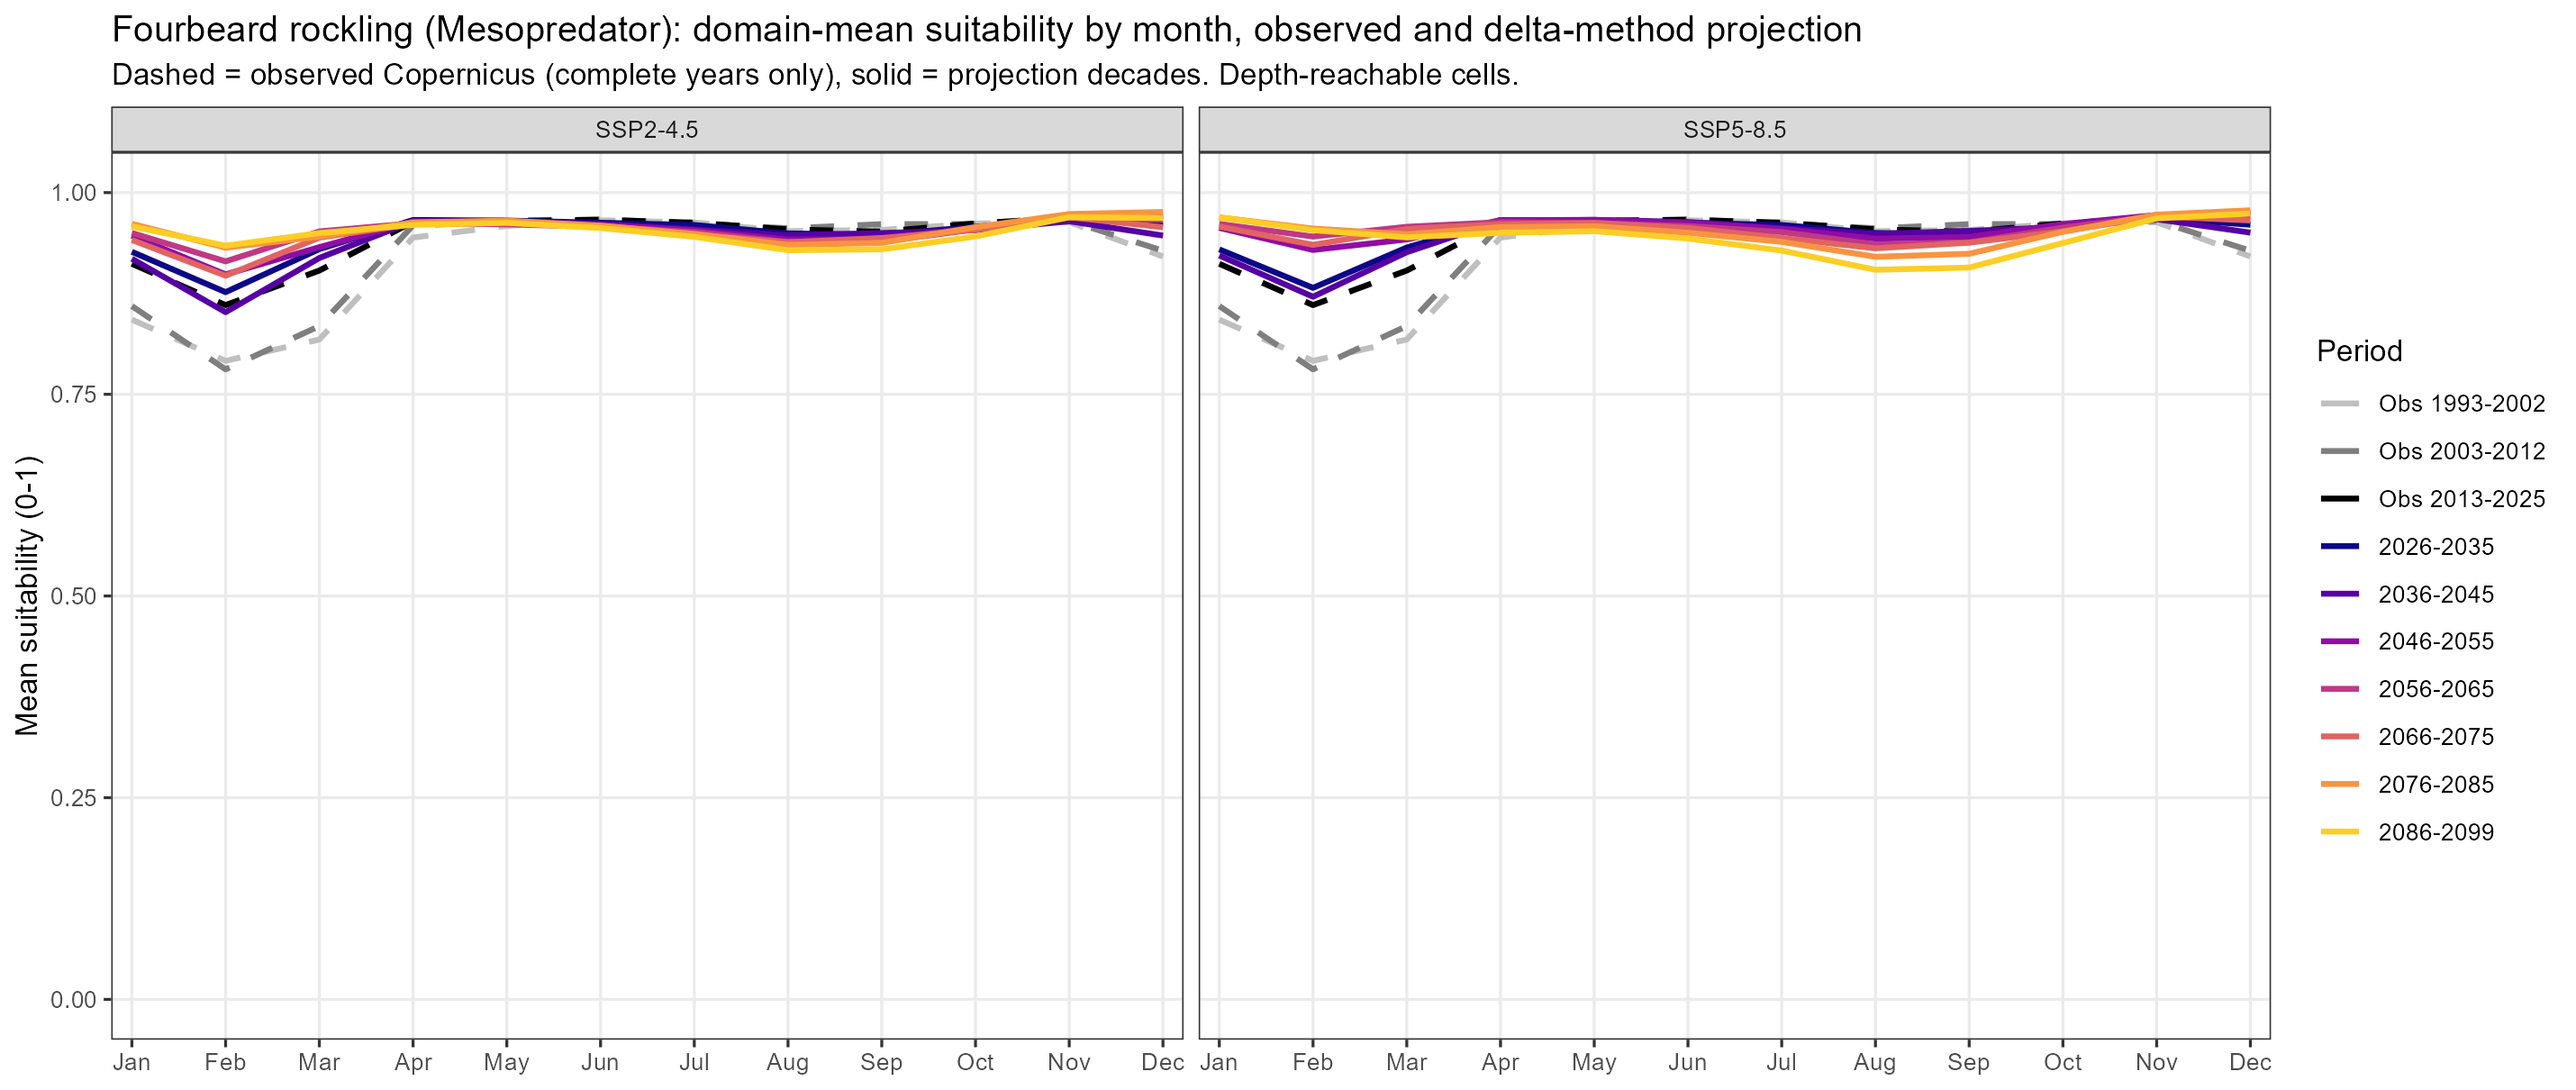 Fourbeard rockling (Mesopredator): domain-mean suitability by month, observed and delta-method projection
Dashed = observed Copernicus (complete years only), solid = projection decades. Depth-reachable cells.
SSP2-4.5
SSP5-8.5
Mean suitability (0-1)
1.00
0.75
0.50
0.25
0.00
Jan Feb Mar Apr May Jun Jul Aug Sep Oct Nov Dec
Jan Feb Mar Apr May Jun Jul Aug Sep Oct Nov Dec
Period
Obs 1993-2002
Obs 2003-2012
Obs 2013-2025
2026-2035
2036-2045
2046-2055
2056-2065
2066-2075
2076-2085
2086-2099